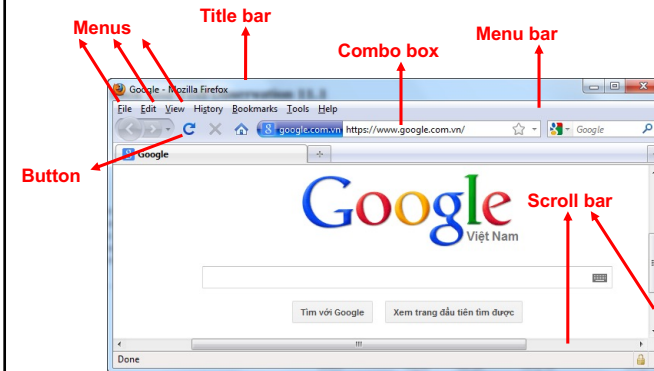 Title bar
Menus
Menu bar
Combo box
Google - Mozilla Firefox
File Edit View History Bookmarks Tools Help
google.com.vn https://www.google.com.vn/
Google
Google
Button
Google
Việt Nam
Scroll bar
Tìm với Google
Xem trang đầu tiên tìm được
Done